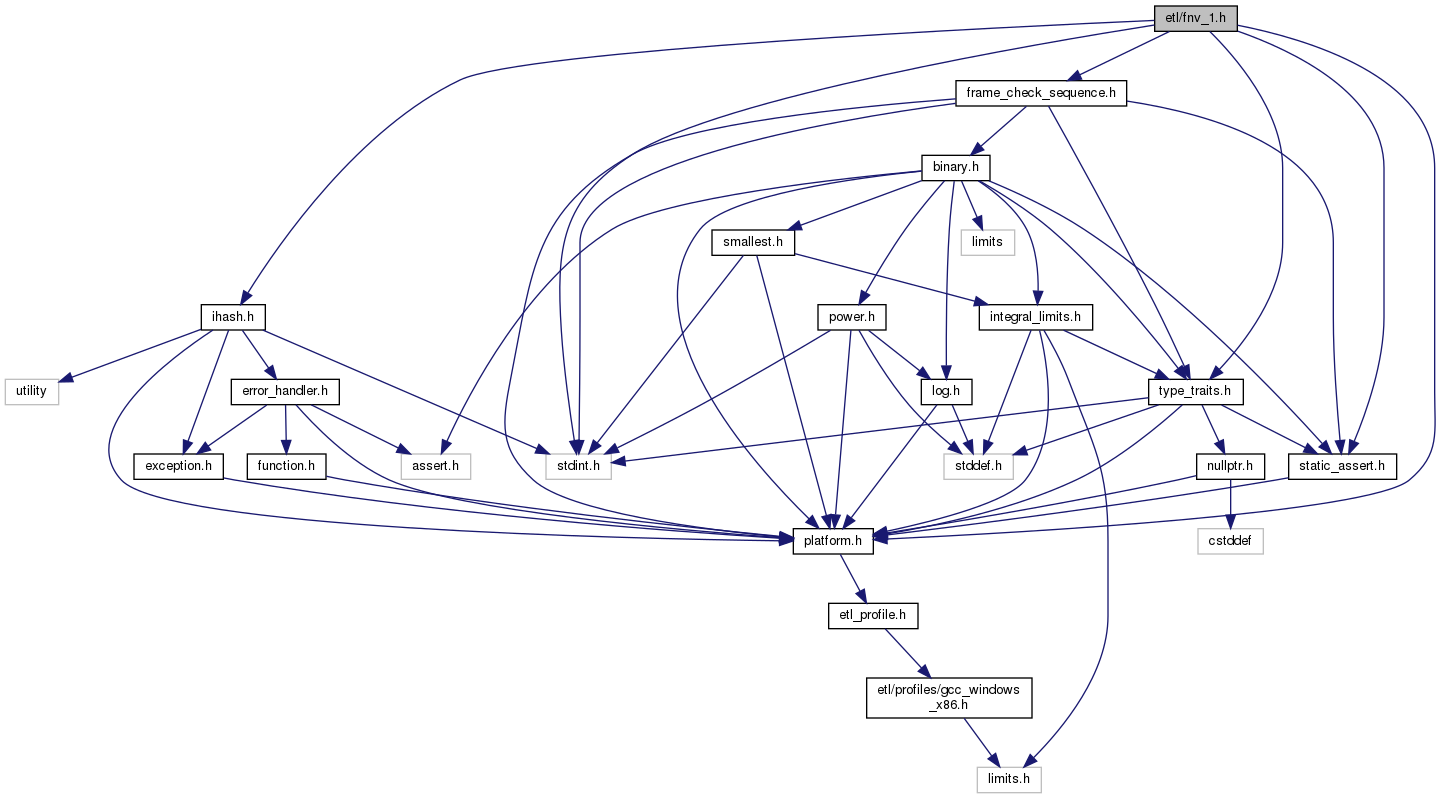 etl/fnv_1.h
frame_check_sequence.h
binary.h
smallest.h
limits
ihash.h
power.h
integral_limits.h
utility
error_handler.h
log.h
type_traits.h
exception.h
function.h
assert.h
stdint.h
stddef.h
nullptr.h
static_assert.h
platform.h
cstddef
etl_profile.h
etl/profiles/gcc_windows
_x86.h
limits.h